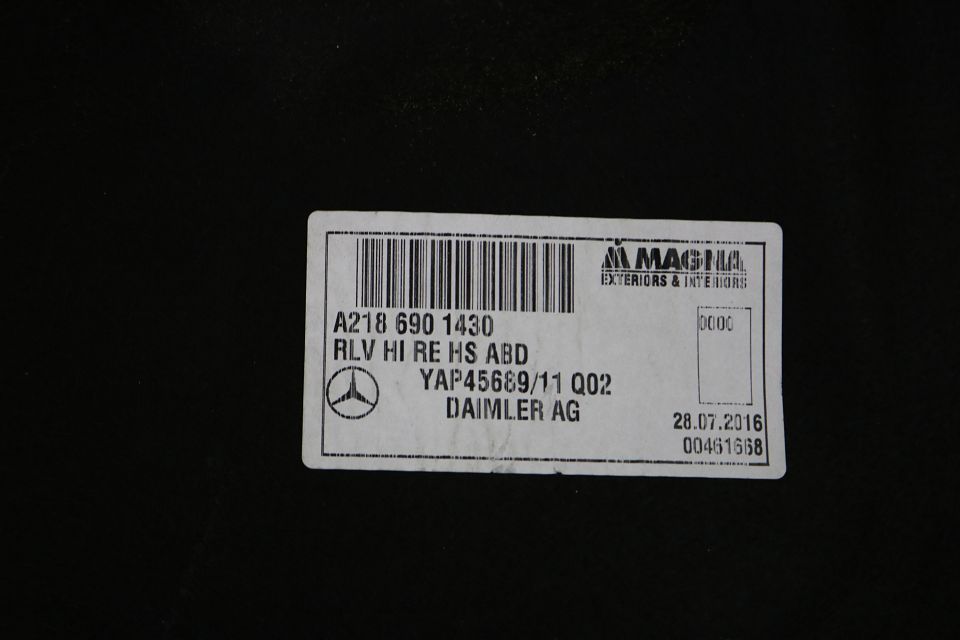 MAGNA
EXTERIORS & INTERIORS
A218 690 1430
0000
RLV HI RE HS ABD
YAP45689/11 Q02
DAIMLER AG
28.07.2016
00461668